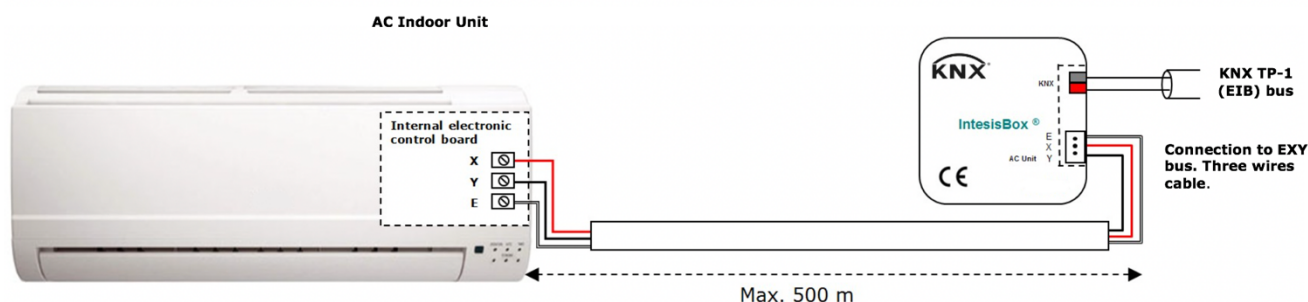 AC Indoor Unit
Internal electronic
control board
X
Y
E
KNX
KNX
IntesisBox ®
E
X
AC Unit Y
CE
KNX TP-1
(EIB) bus
Connection to EXY
bus. Three wires
cable.
Max. 500 m